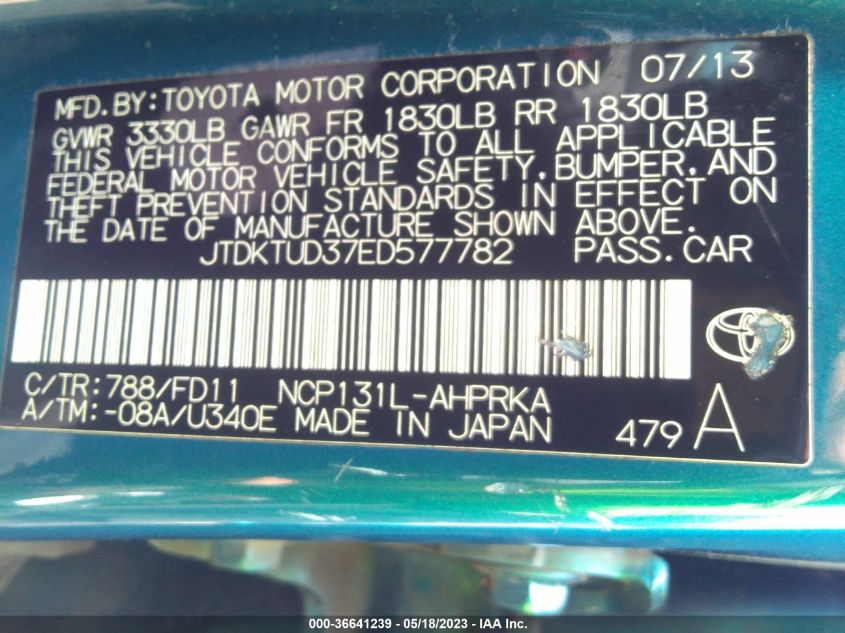 MFD.BY:TOYOTA MOTOR CORPORATION 07/13
GVWR 3330LB GAWR FR 1830LB RR 1830LB
THIS VEHICLE CONFORMS TO ALL APPLICABLE
FEDERAL MOTOR VEHICLE SAFETY,BUMPER,AND
THEFT PREVENTION STANDARDS IN EFFECT ON
THE DATE OF MANUFACTURE SHOWN ABOVE.
JTDKTUD37ED577782 PASS.CAR
C/TR:788/FD11 NCP131L-AHPRKA
A/TM:-08A/U340E MADE IN JAPAN 479 A
000-36641239 - 05/18/2023 - IAA Inc.